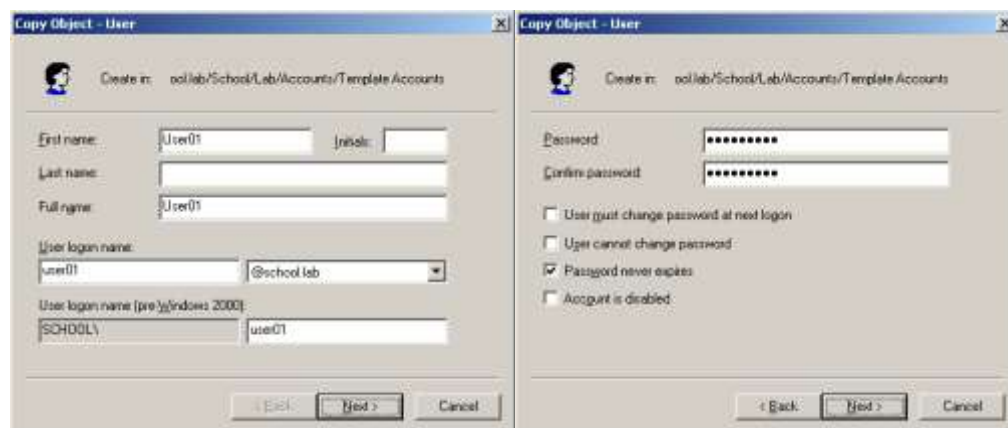 Copy Object - User
Create in: ool.lab/School/Lab/Accounts/Template Accounts
First name: User01 Initials:
Last name:
Full name: User01
User logon name:
user01 @school.lab
User logon name (pre-Windows 2000):
SCHOOL\ user01
< Back Next > Cancel
Copy Object - User
Create in: ool.lab/School/Lab/Accounts/Template Accounts
Password: •••••••••
Confirm password: •••••••••
User must change password at next logon
User cannot change password
Password never expires
Account is disabled
< Back Next > Cancel